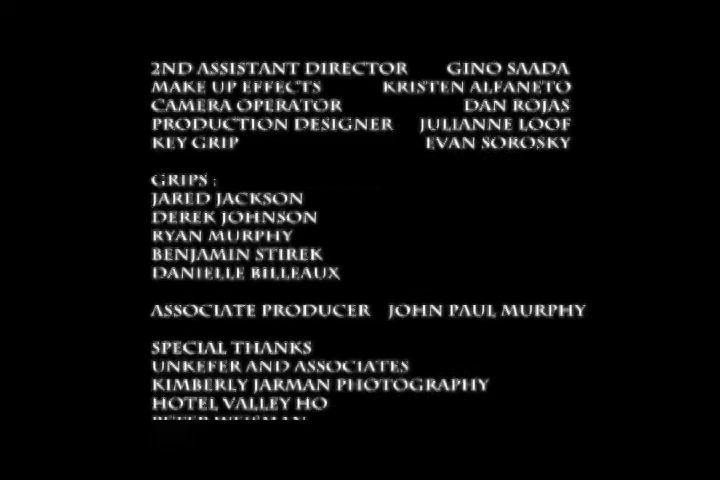 2ND ASSISTANT DIRECTOR GINO SAADA
MAKE UP EFFECTS KRISTEN ALFANETO
CAMERA OPERATOR DAN ROJAS
PRODUCTION DESIGNER JULIANNE LOOF
KEY GRIP EVAN SOROSKY
GRIPS :
JARED JACKSON
DEREK JOHNSON
RYAN MURPHY
BENJAMIN STIREK
DANIELLE BILLEAUX
ASSOCIATE PRODUCER JOHN PAUL MURPHY
SPECIAL THANKS
UNKEFER AND ASSOCIATES
KIMBERLY JARMAN PHOTOGRAPHY
HOTEL VALLEY HO